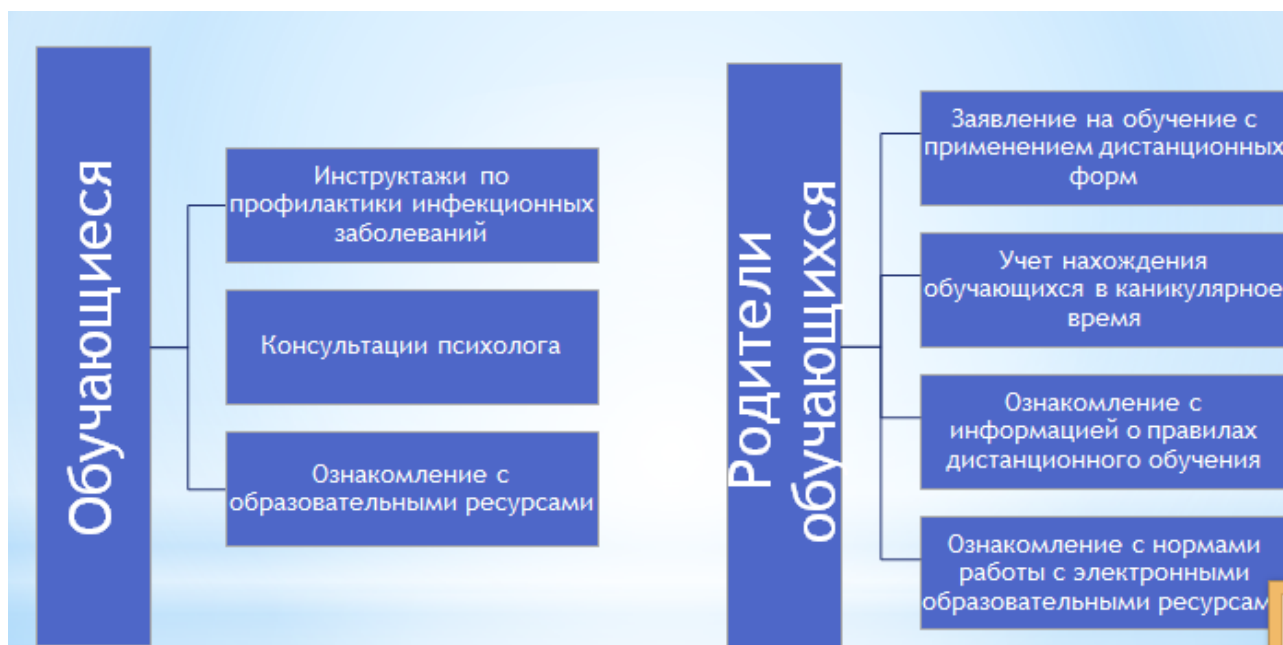 Обучающиеся
Инструктажи по
профилактики инфекционных
заболеваний
Консультации психолога
Ознакомление с
образовательными ресурсами
Родители
обучающихся
Заявление на обучение с
применением дистанционных
форм
Учет нахождения
обучающихся в каникулярное
время
Ознакомление с
информацией о правилах
дистанционного обучения
Ознакомление с нормами
работы с электронными
образовательными ресурсам